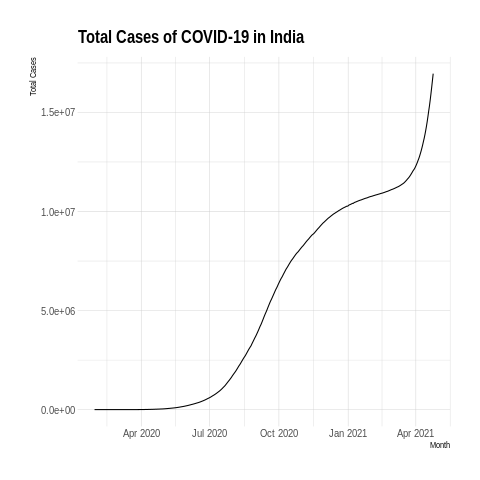 Total Cases of COVID-19 in India
Total Cases
1.5e+07
1.0e+07
5.0e+06
0.0e+00
Apr 2020 Jul 2020 Oct 2020 Jan 2021 Apr 2021
Month